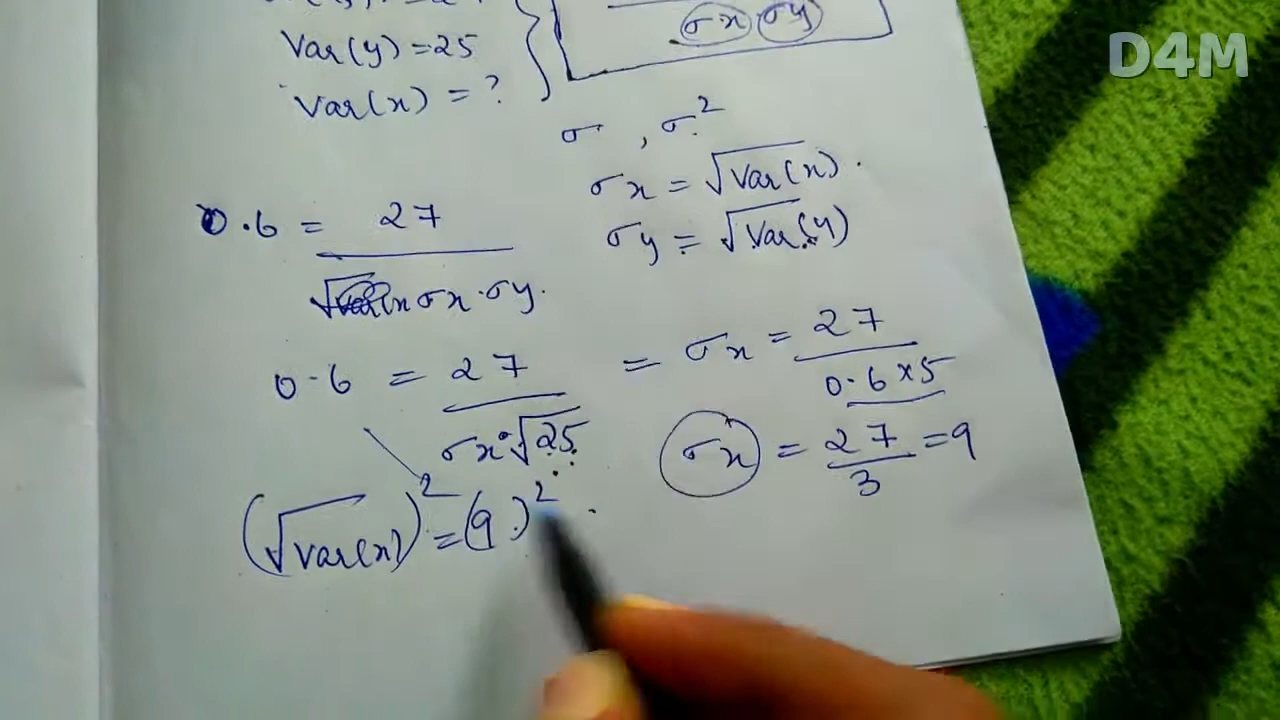 Var(y) = 25
Var(x) = ?
σx σy
D4M
σ , σ²
σx = √Var(x) .
σy = √Var(y)
0.6 = 27 / σx . σy .
0.6 = 27 / σx √25
= σx = 27 / 0.6 × 5
σx = 27 / 3 = 9
(√Var(x))² = (9.)²